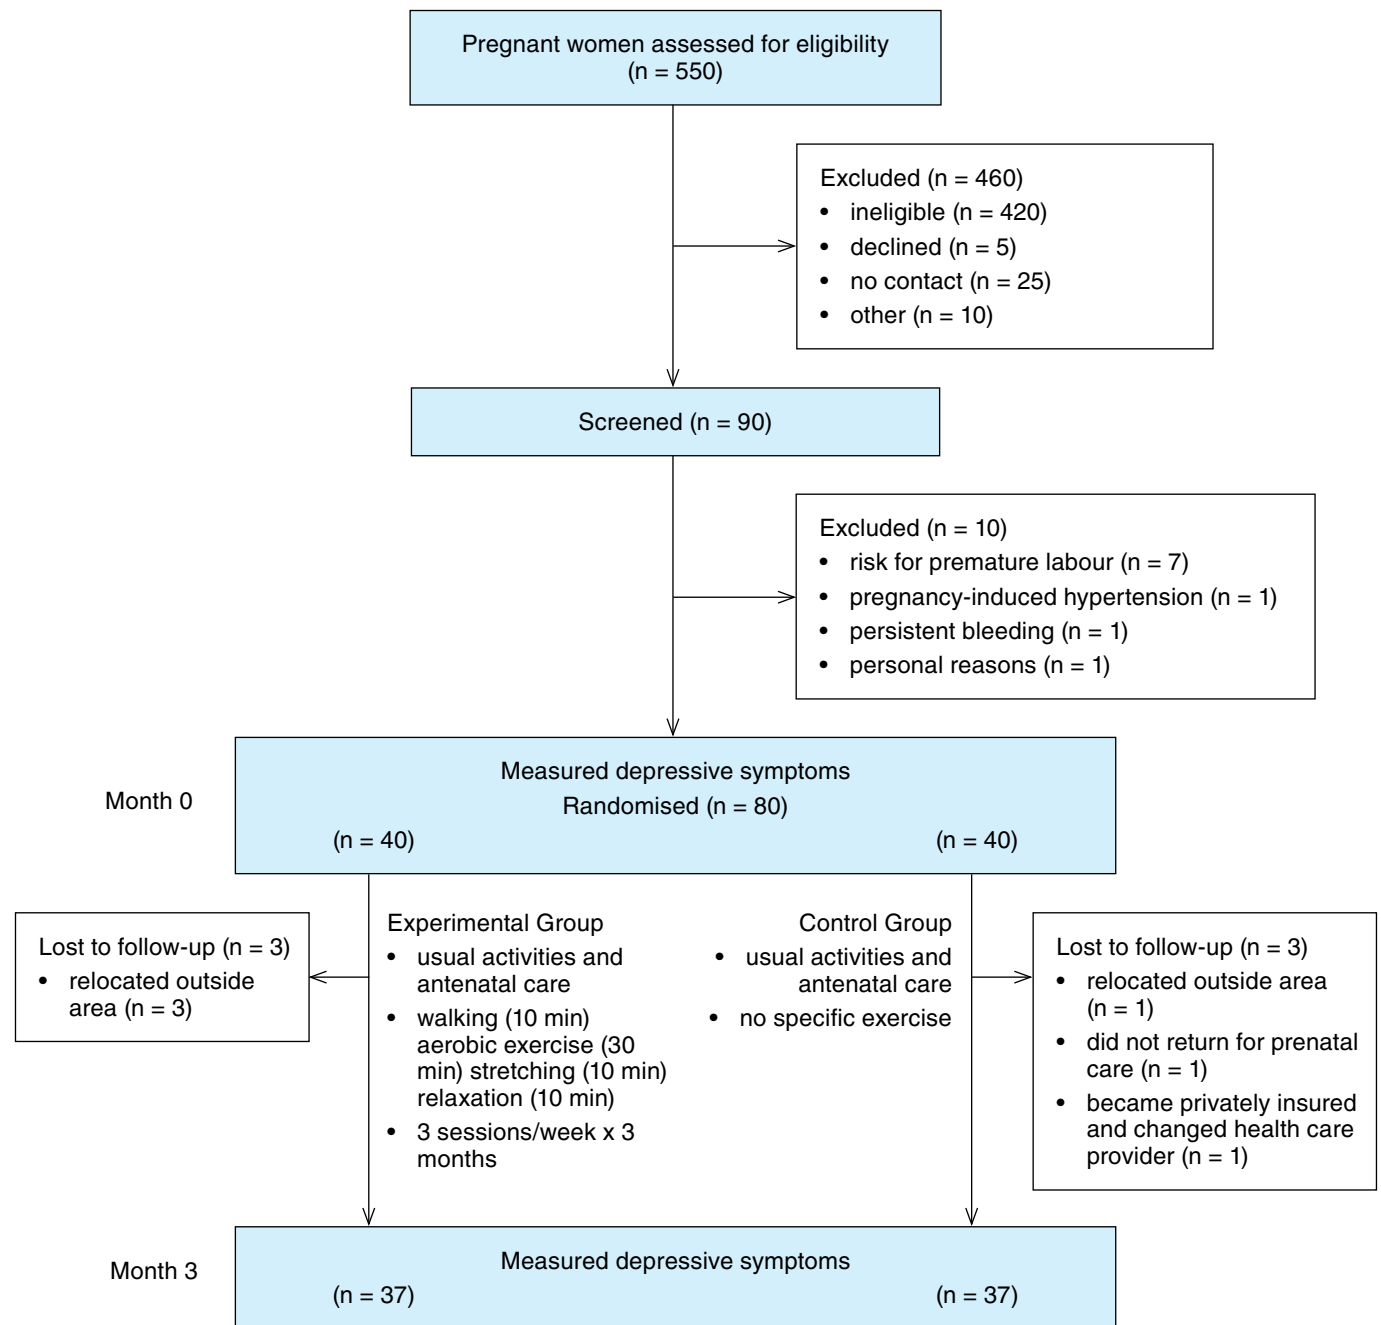 Pregnant women assessed for eligibility
(n = 550)
Excluded (n = 460)
• ineligible (n = 420)
• declined (n = 5)
• no contact (n = 25)
• other (n = 10)
Screened (n = 90)
Excluded (n = 10)
• risk for premature labour (n = 7)
• pregnancy-induced hypertension (n = 1)
• persistent bleeding (n = 1)
• personal reasons (n = 1)
Month 0
Measured depressive symptoms
Randomised (n = 80)
(n = 40) (n = 40)
Lost to follow-up (n = 3)
• relocated outside
area (n = 3)
Experimental Group
• usual activities and
antenatal care
• walking (10 min)
aerobic exercise (30
min) stretching (10 min)
relaxation (10 min)
• 3 sessions/week x 3
months
Control Group
• usual activities and
antenatal care
• no specific exercise
Lost to follow-up (n = 3)
• relocated outside area
(n = 1)
• did not return for prenatal
care (n = 1)
• became privately insured
and changed health care
provider (n = 1)
Month 3
Measured depressive symptoms
(n = 37) (n = 37)